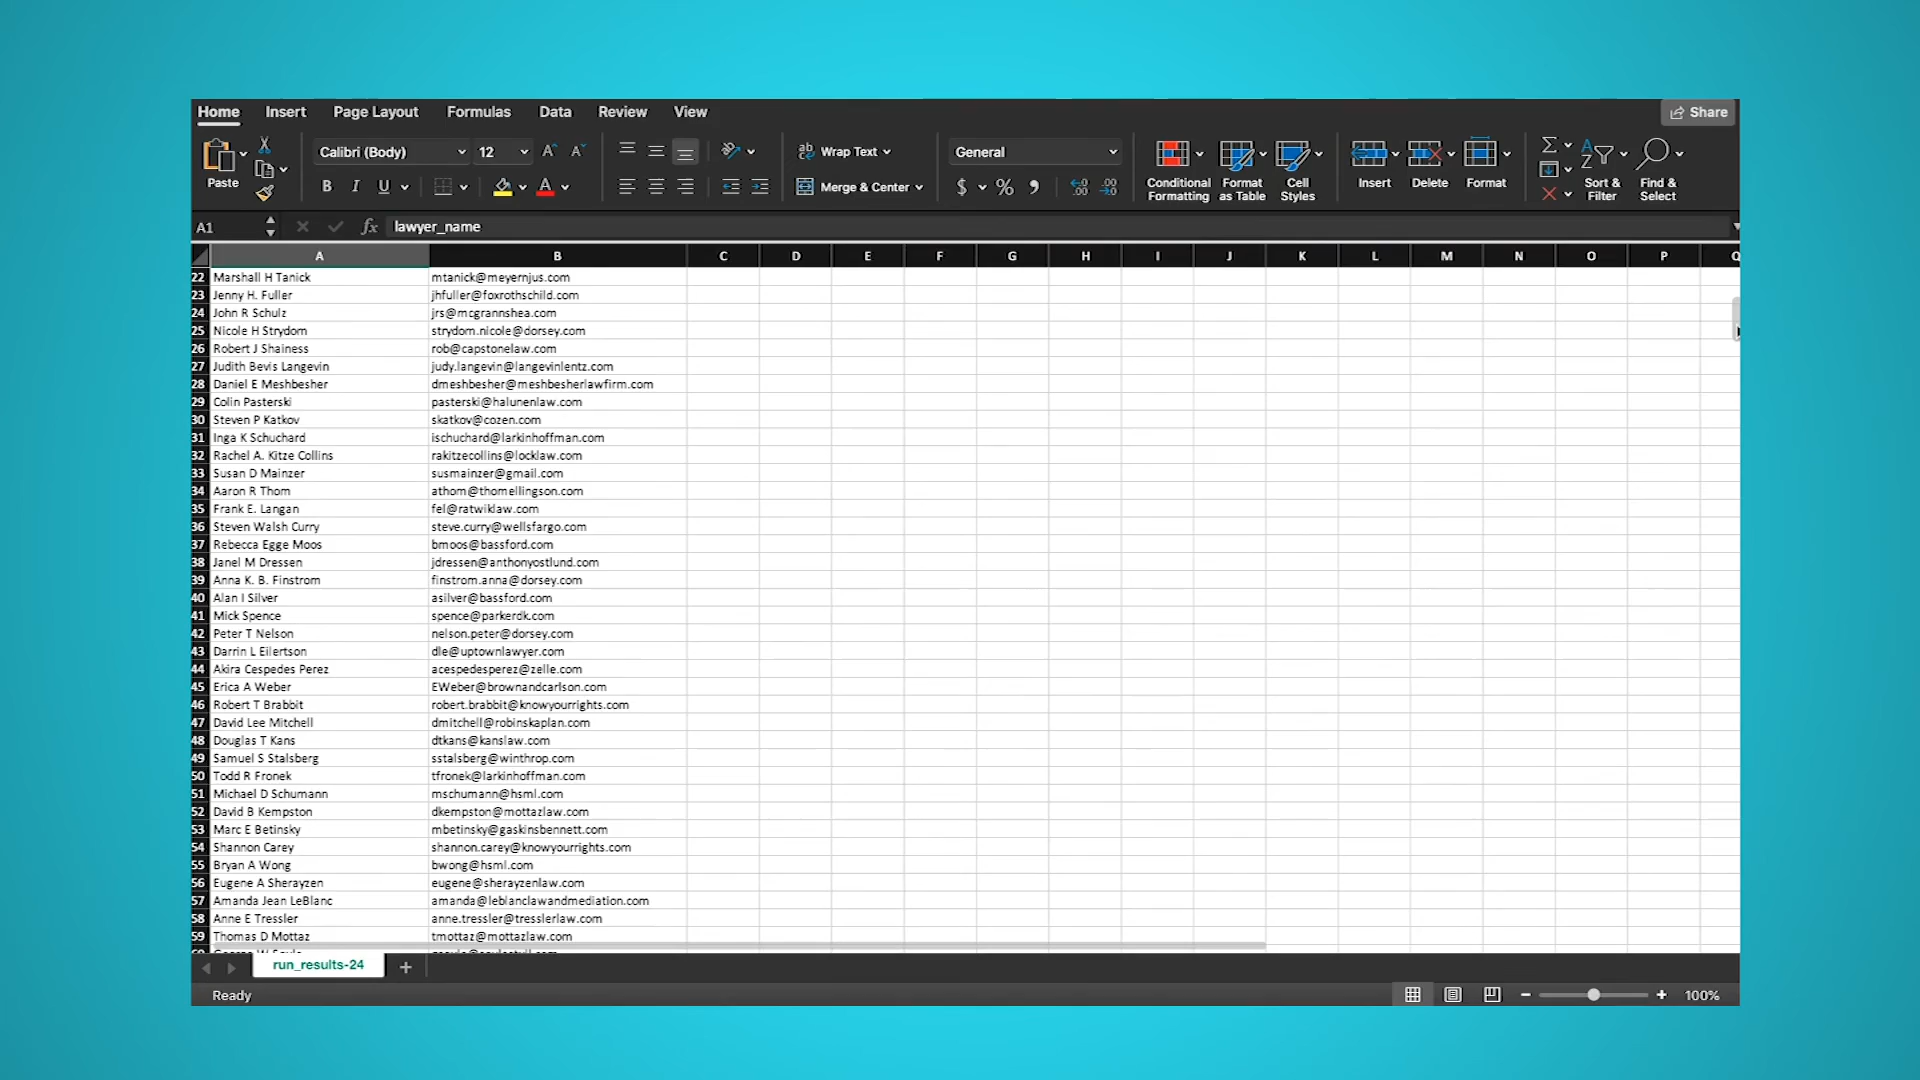 Home Insert Page Layout Formulas Data Review View Share
Paste Calibri (Body) 12 Wrap Text General
B I U Merge & Center $ %
Conditional Formatting Format as Table Cell Styles Insert Delete Format Sort & Filter Find & Select
A1 fx lawyer_name
A B C D E F G H I J K L M N O P Q
22 Marshall H Tanick mtanick@meyernjus.com
23 Jenny H. Fuller jhfuller@foxrothschild.com
24 John R Schulz jrs@mcgrannshea.com
25 Nicole H Strydom strydom.nicole@dorsey.com
26 Robert J Shainess rob@capstonelaw.com
27 Judith Bevis Langevin judy.langevin@langevinlentz.com
28 Daniel E Meshbesher dmeshbesher@meshbesherlawfirm.com
29 Colin Pasterski pasterski@halunenlaw.com
30 Steven P Katkov skatkov@cozen.com
31 Inga K Schuchard ischuchard@larkinhoffman.com
32 Rachel A. Kitze Collins rakitzecollins@locklaw.com
33 Susan D Mainzer susmainzer@gmail.com
34 Aaron R Thom athom@thomellingson.com
35 Frank E. Langan fel@ratwiklaw.com
36 Steven Walsh Curry steve.curry@wellsfargo.com
37 Rebecca Egge Moos bmoos@bassford.com
38 Janel M Dressen jdressen@anthonyostlund.com
39 Anna K. B. Finstrom finstrom.anna@dorsey.com
40 Alan I Silver asilver@bassford.com
41 Mick Spence spence@parkerdk.com
42 Peter T Nelson nelson.peter@dorsey.com
43 Darrin L Eilertson dle@uptownlawyer.com
44 Akira Cespedes Perez acespedesperez@zelle.com
45 Erica A Weber EWeber@brownandcarlson.com
46 Robert T Brabbit robert.brabbit@knowyourrights.com
47 David Lee Mitchell dmitchell@robinskaplan.com
48 Douglas T Kans dtkans@kanslaw.com
49 Samuel S Stalsberg sstalsberg@winthrop.com
50 Todd R Fronek tfronek@larkinhoffman.com
51 Michael D Schumann mschumann@hsml.com
52 David B Kempston dkempston@mottazlaw.com
53 Marc E Betinsky mbetinsky@gaskinsbennett.com
54 Shannon Carey shannon.carey@knowyourrights.com
55 Bryan A Wong bwong@hsml.com
56 Eugene A Sherayzen eugene@sherayzenlaw.com
57 Amanda Jean LeBlanc amanda@leblanclawandmediation.com
58 Anne E Tressler anne.tressler@tresslerlaw.com
59 Thomas D Mottaz tmottaz@mottazlaw.com
run_results-24 +
Ready 100%